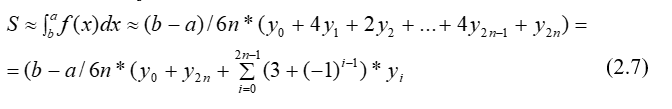 S ≈ ∫_b^a f(x)dx ≈ (b − a)/6n * (y_0 + 4y_1 + 2y_2 + ... + 4y_{2n−1} + y_{2n}) =
= (b − a/6n * (y_0 + y_{2n} + ∑_{i=0}^{2n−1} (3 + (−1)^{i−1}) * y_i (2.7)